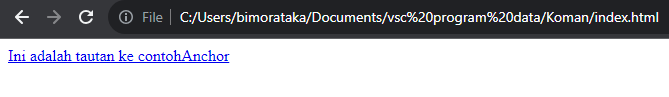 File | C:/Users/bimorataka/Documents/vsc%20program%20data/Koman/index.html
Ini adalah tautan ke contohAnchor